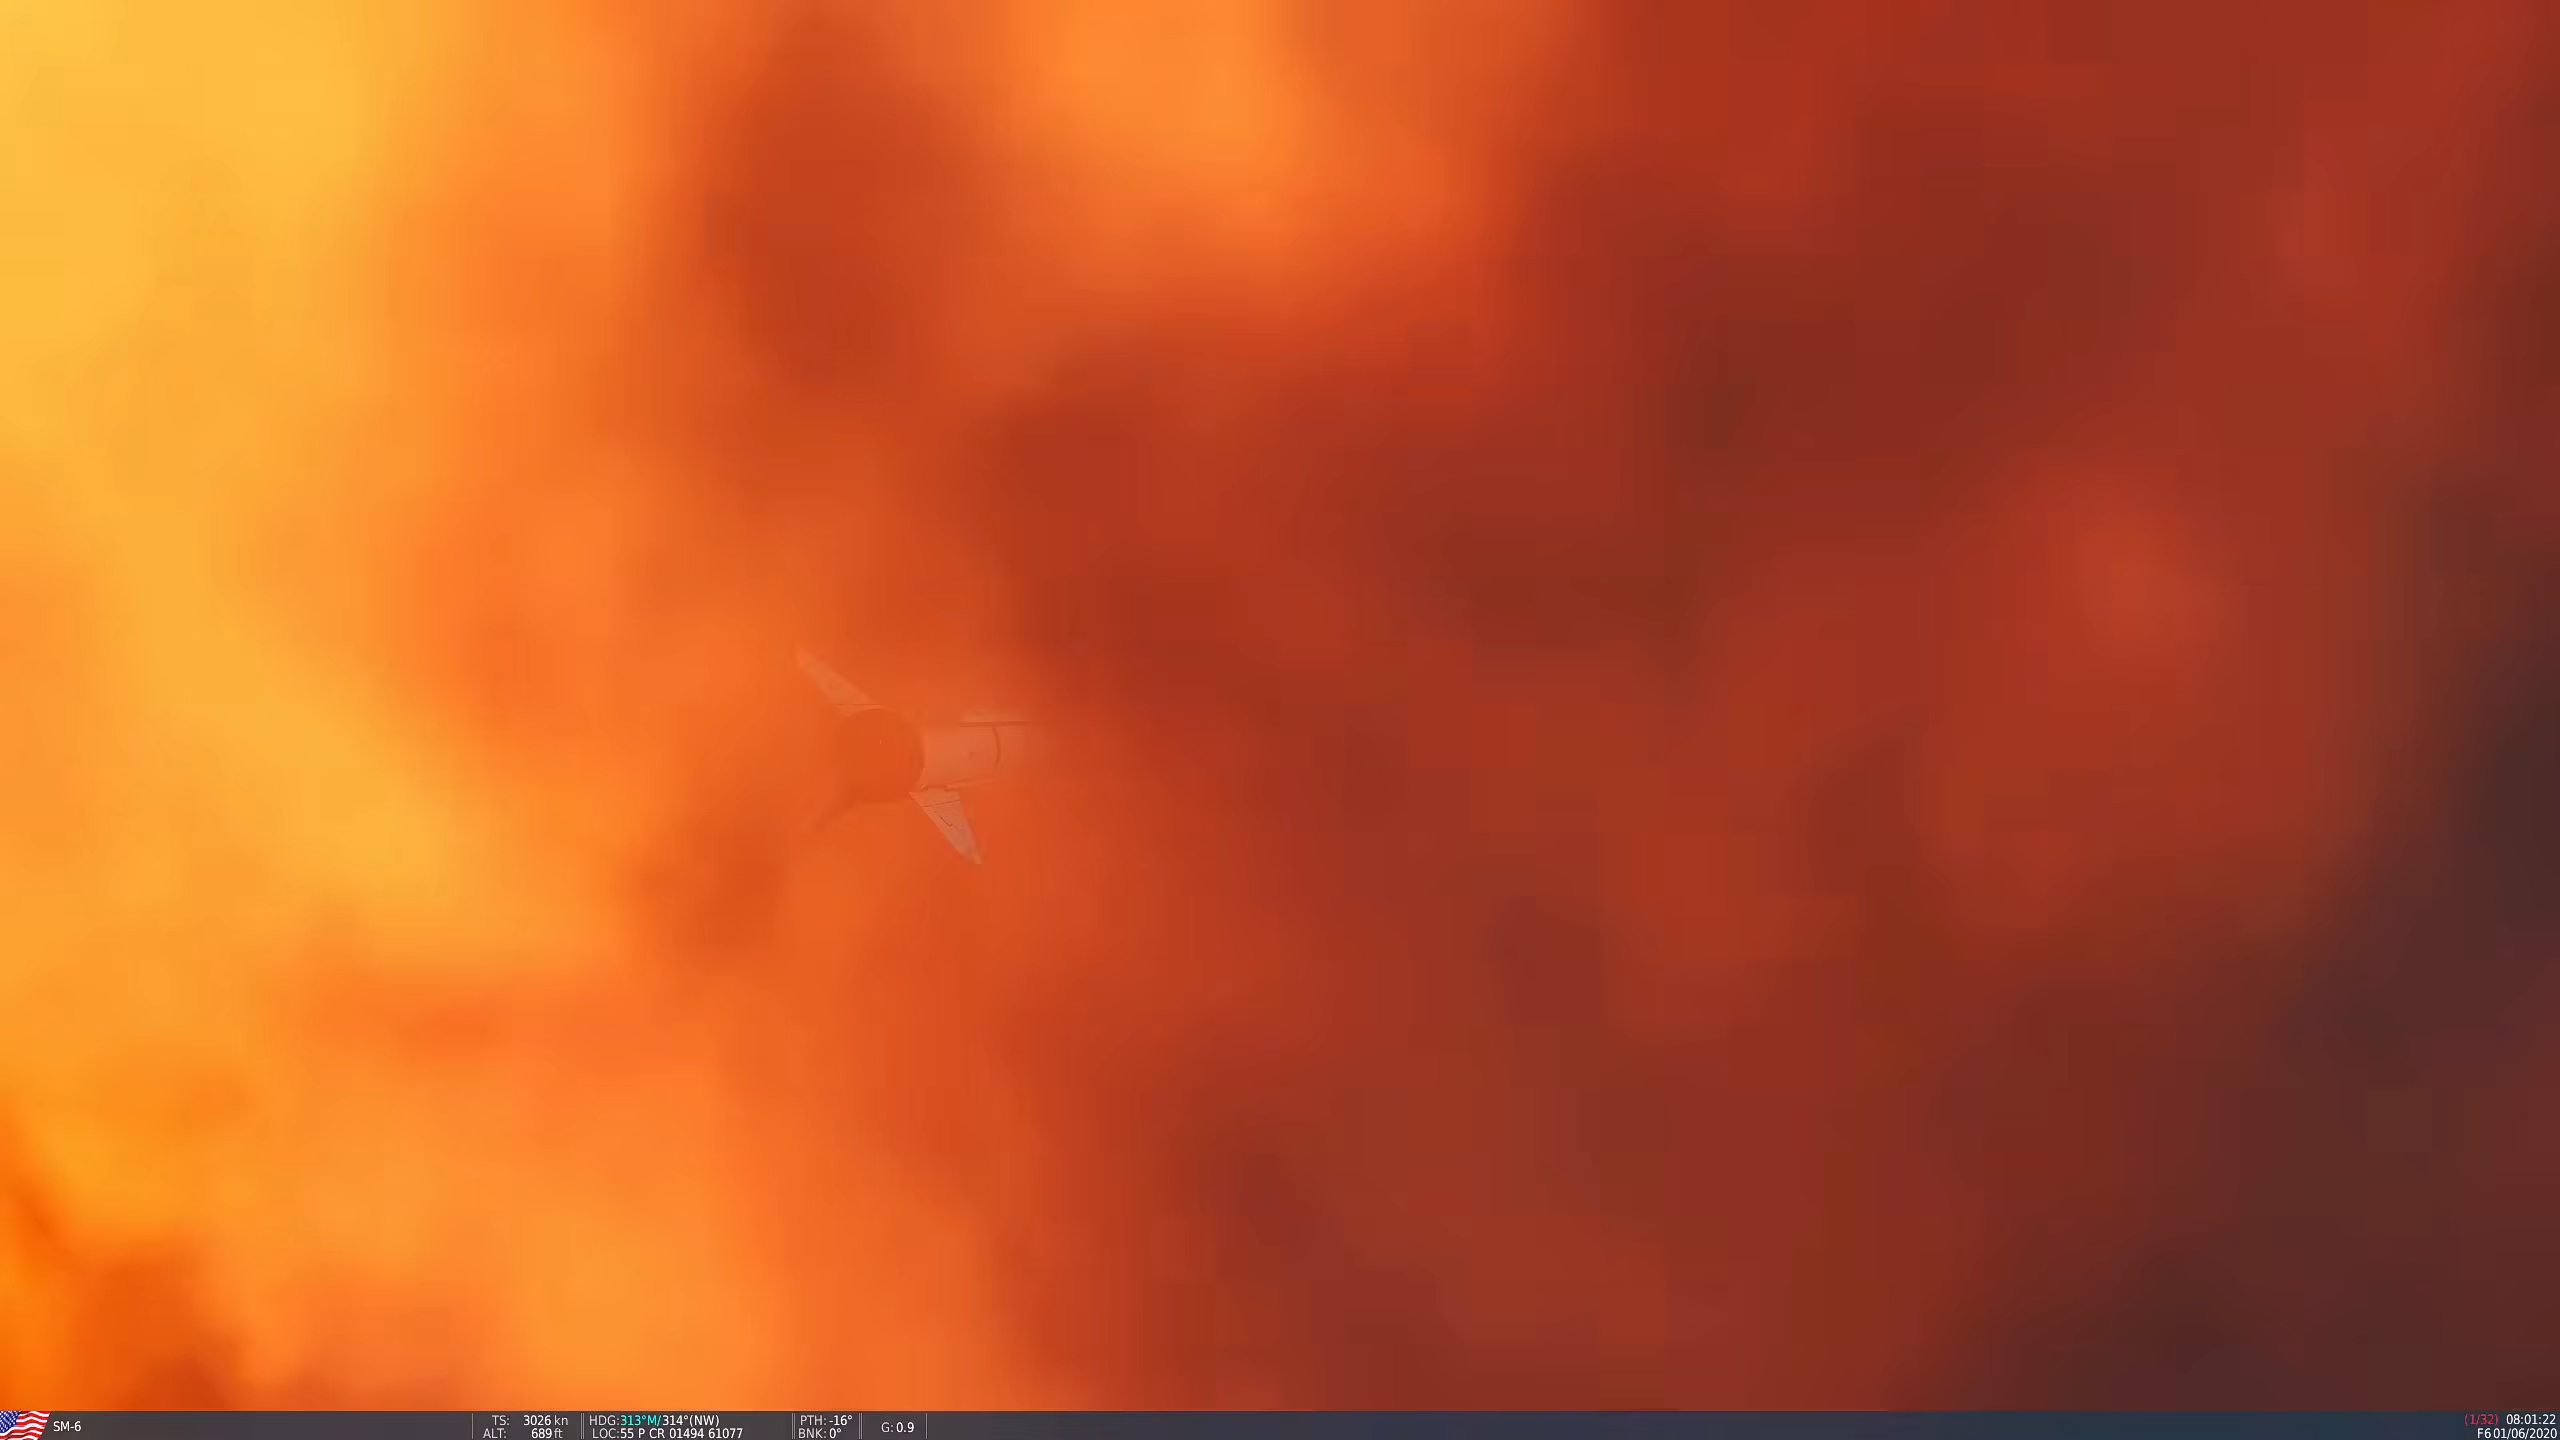 SM-6
TS: 3026 kn
ALT: 689 ft
HDG:313°M/314°(NW)
LOC:55 P CR 01494 61077
PTH: -16°
BNK: 0°
G: 0.9
(1/32) 08:01:22
F6 01/06/2020